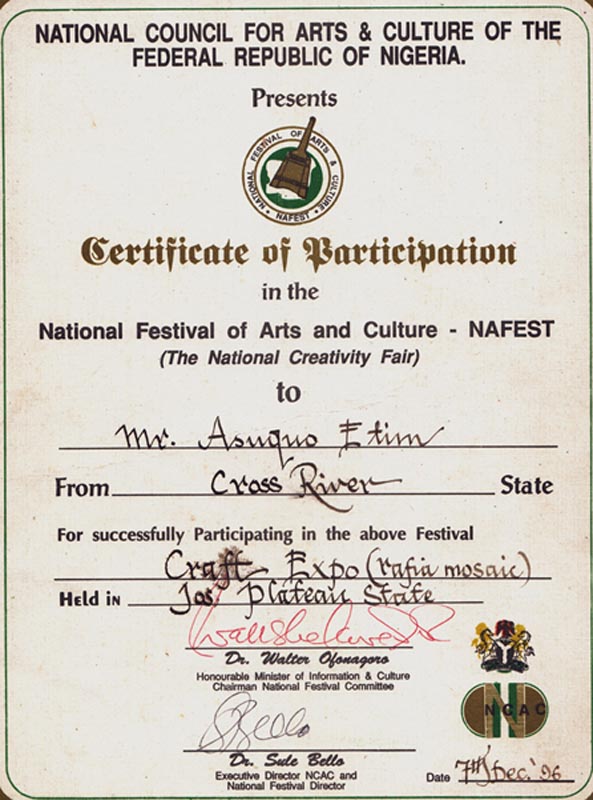 NATIONAL COUNCIL FOR ARTS & CULTURE OF THE
FEDERAL REPUBLIC OF NIGERIA.
Presents
NATIONAL FESTIVAL OF ARTS & CULTURE
• NAFEST •
Certificate of Participation
in the
National Festival of Arts and Culture - NAFEST
(The National Creativity Fair)
to
Mr. Asuquo Etim
From Cross River State
For successfully Participating in the above Festival
Craft Expo (rafia mosaic)
Held in Jos Plateau State
Dr. Walter Ofonagoro
Honourable Minister of Information & Culture
Chairman National Festival Committee
NCAC
SBello
Dr. Sule Bello
Executive Director NCAC and
National Festival Director
Date 7th Dec. '96